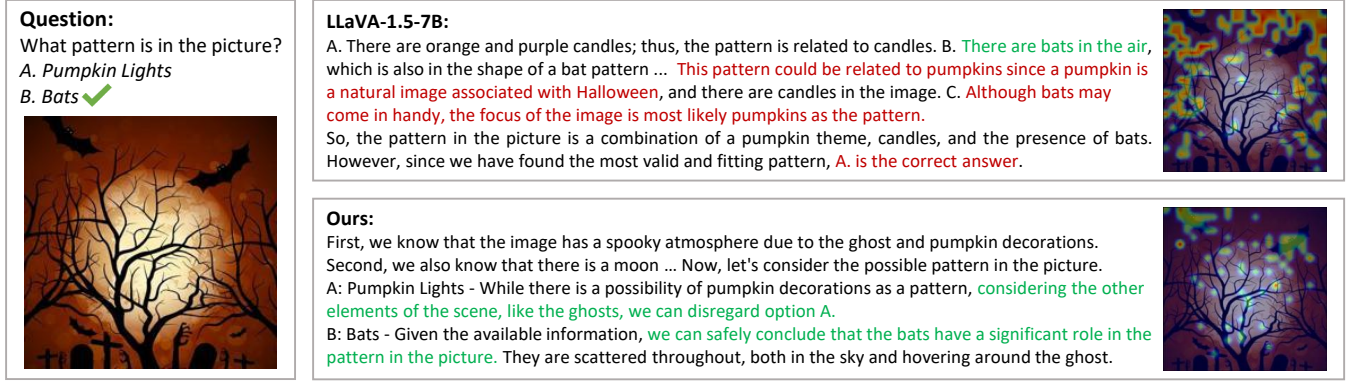 Question:
What pattern is in the picture?
A. Pumpkin Lights
B. Bats
LLaVA-1.5-7B:
A. There are orange and purple candles; thus, the pattern is related to candles. B. There are bats in the air,
which is also in the shape of a bat pattern ... This pattern could be related to pumpkins since a pumpkin is
a natural image associated with Halloween, and there are candles in the image. C. Although bats may
come in handy, the focus of the image is most likely pumpkins as the pattern.
So, the pattern in the picture is a combination of a pumpkin theme, candles, and the presence of bats.
However, since we have found the most valid and fitting pattern, A. is the correct answer.
Ours:
First, we know that the image has a spooky atmosphere due to the ghost and pumpkin decorations.
Second, we also know that there is a moon ... Now, let's consider the possible pattern in the picture.
A: Pumpkin Lights - While there is a possibility of pumpkin decorations as a pattern, considering the other
elements of the scene, like the ghosts, we can disregard option A.
B: Bats - Given the available information, we can safely conclude that the bats have a significant role in the
pattern in the picture. They are scattered throughout, both in the sky and hovering around the ghost.